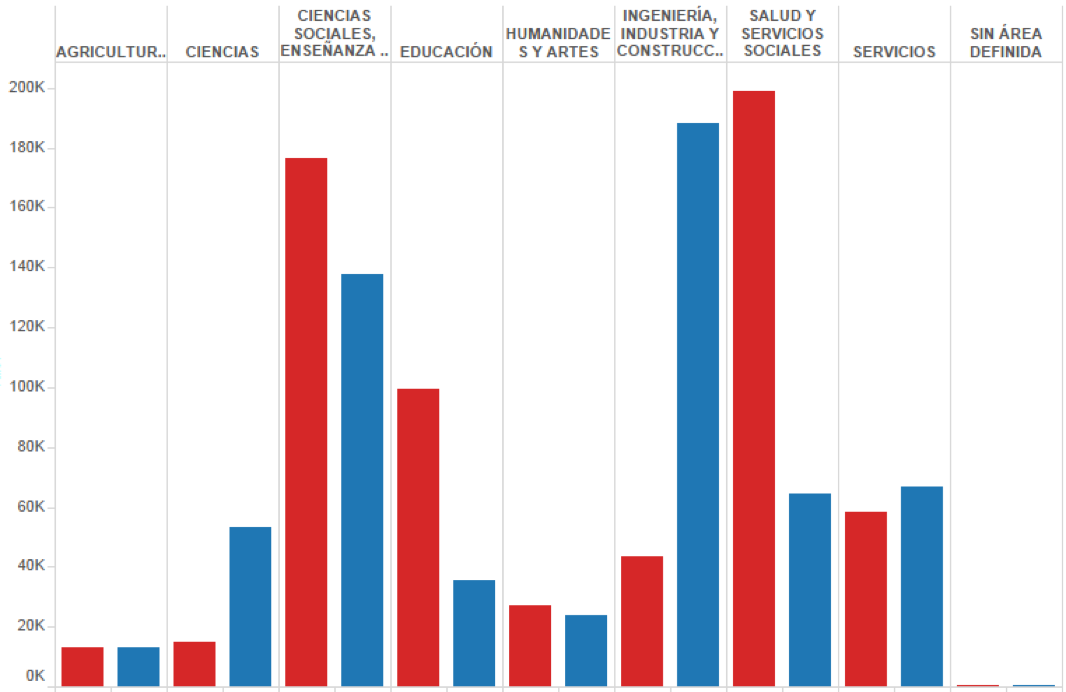 AGRICULTUR..
CIENCIAS
CIENCIAS
SOCIALES,
ENSEÑANZA ..
EDUCACIÓN
HUMANIDADE
S Y ARTES
INGENIERÍA,
INDUSTRIA Y
CONSTRUCC..
SALUD Y
SERVICIOS
SOCIALES
SERVICIOS
SIN ÁREA
DEFINIDA
200K
180K
160K
140K
120K
100K
80K
60K
40K
20K
0K